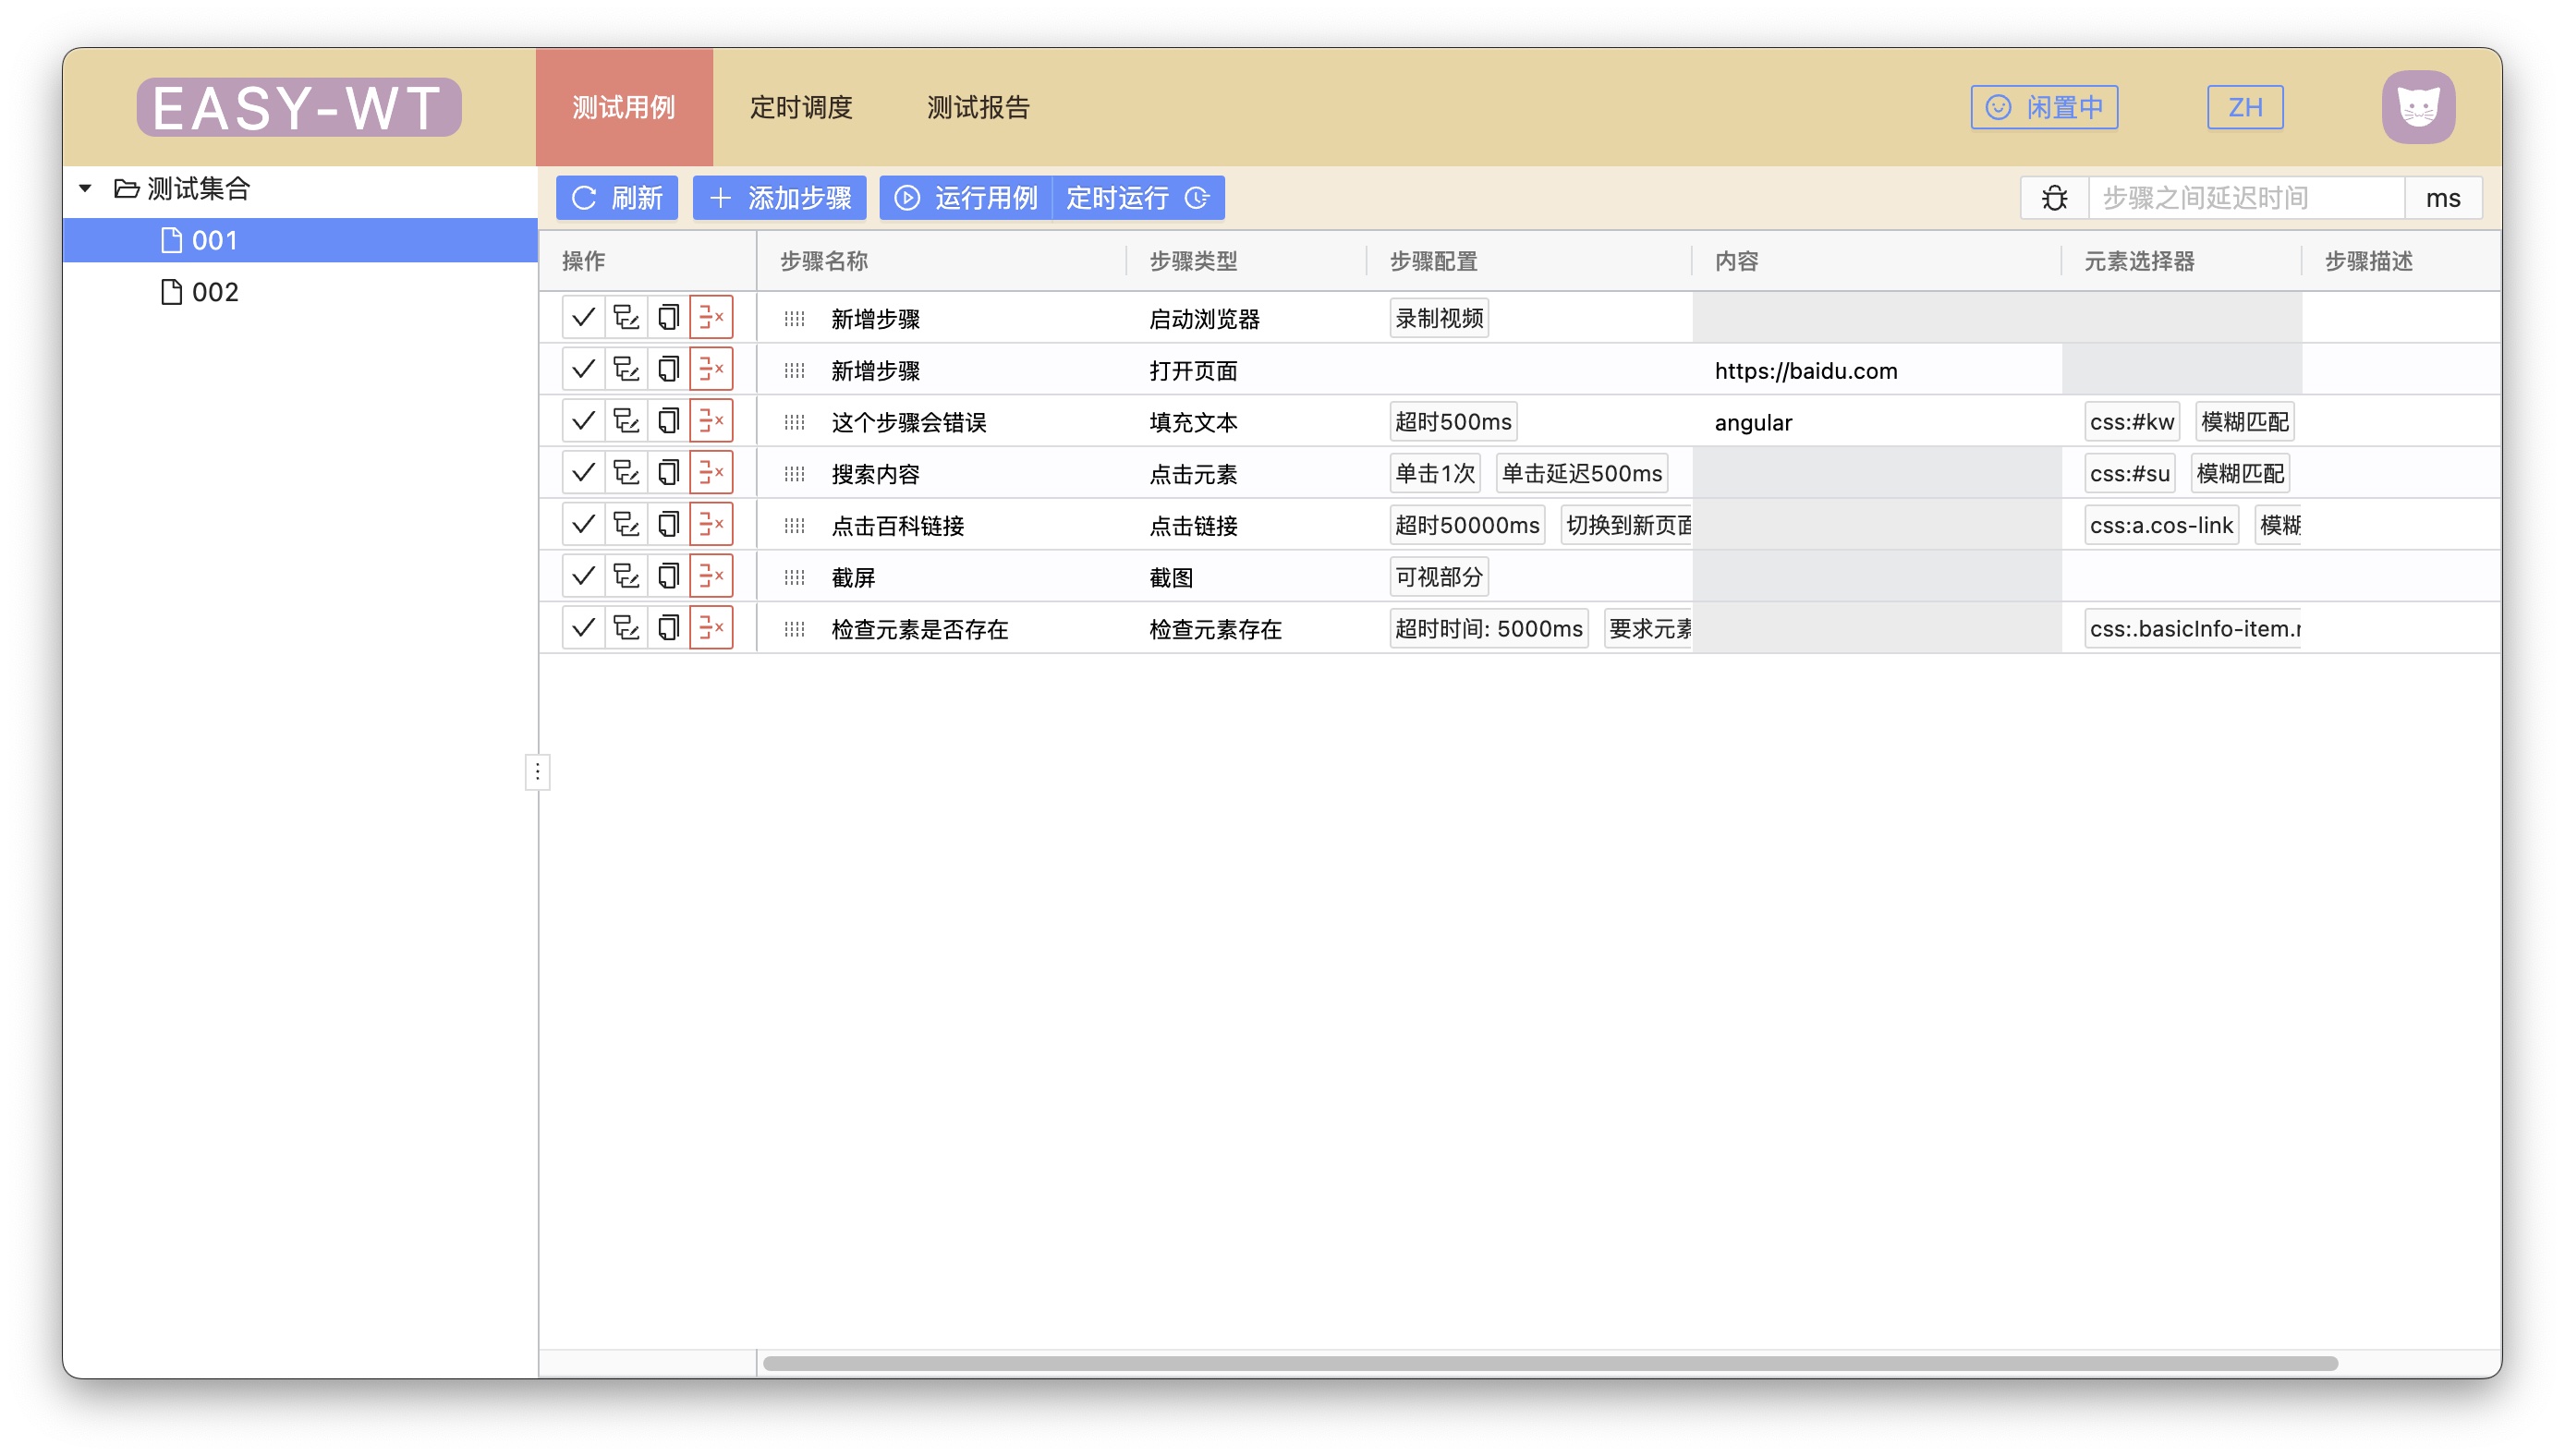 EASY-WT 测试用例 定时调度 测试报告 闲置中 ZH
测试集合
001
002
刷新 添加步骤 运行用例 定时运行 步骤之间延迟时间 ms
操作 步骤名称 步骤类型 步骤配置 内容 元素选择器 步骤描述
新增步骤 启动浏览器 录制视频
新增步骤 打开页面 https://baidu.com
这个步骤会错误 填充文本 超时500ms angular css:#kw 模糊匹配
搜索内容 点击元素 单击1次 单击延迟500ms css:#su 模糊匹配
点击百科链接 点击链接 超时50000ms 切换到新页面 css:a.cos-link 模糊
截屏 截图 可视部分
检查元素是否存在 检查元素存在 超时时间: 5000ms 要求元素 css:.basicInfo-item.